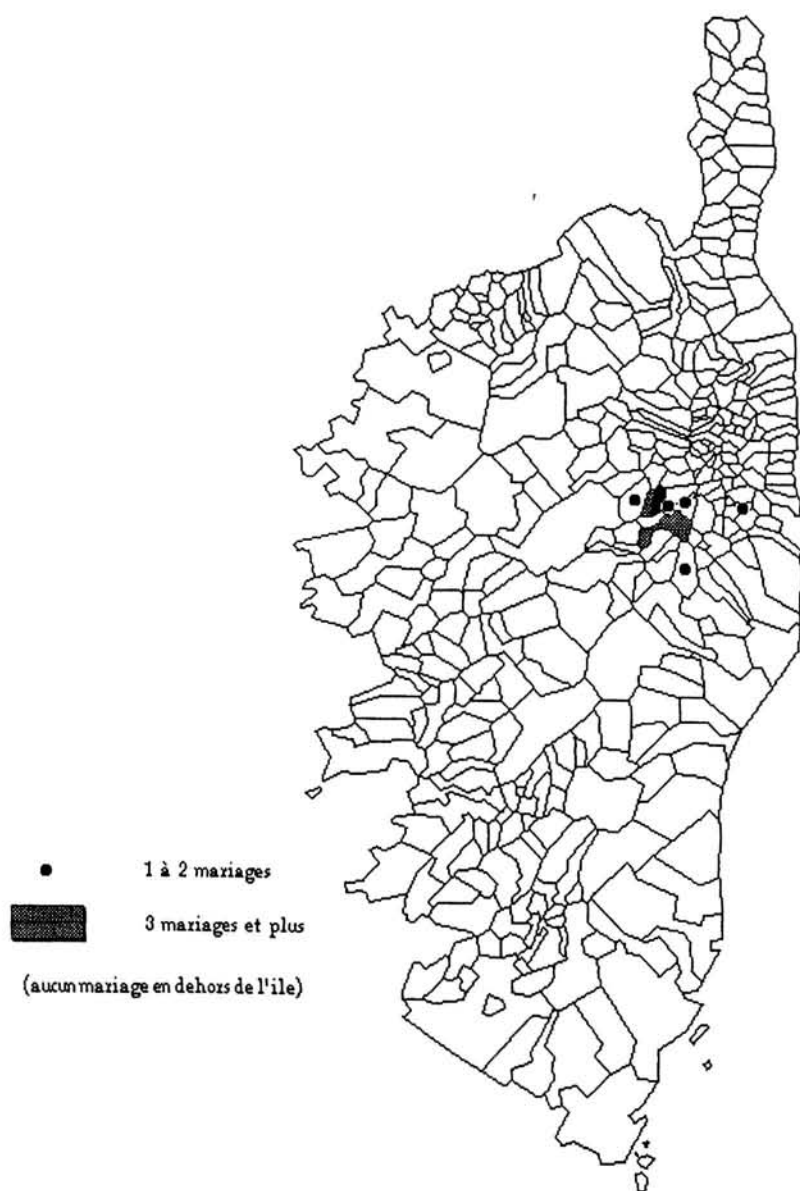 1 à 2 mariages
3 mariages et plus
(aucun mariage en dehors de l'ile)